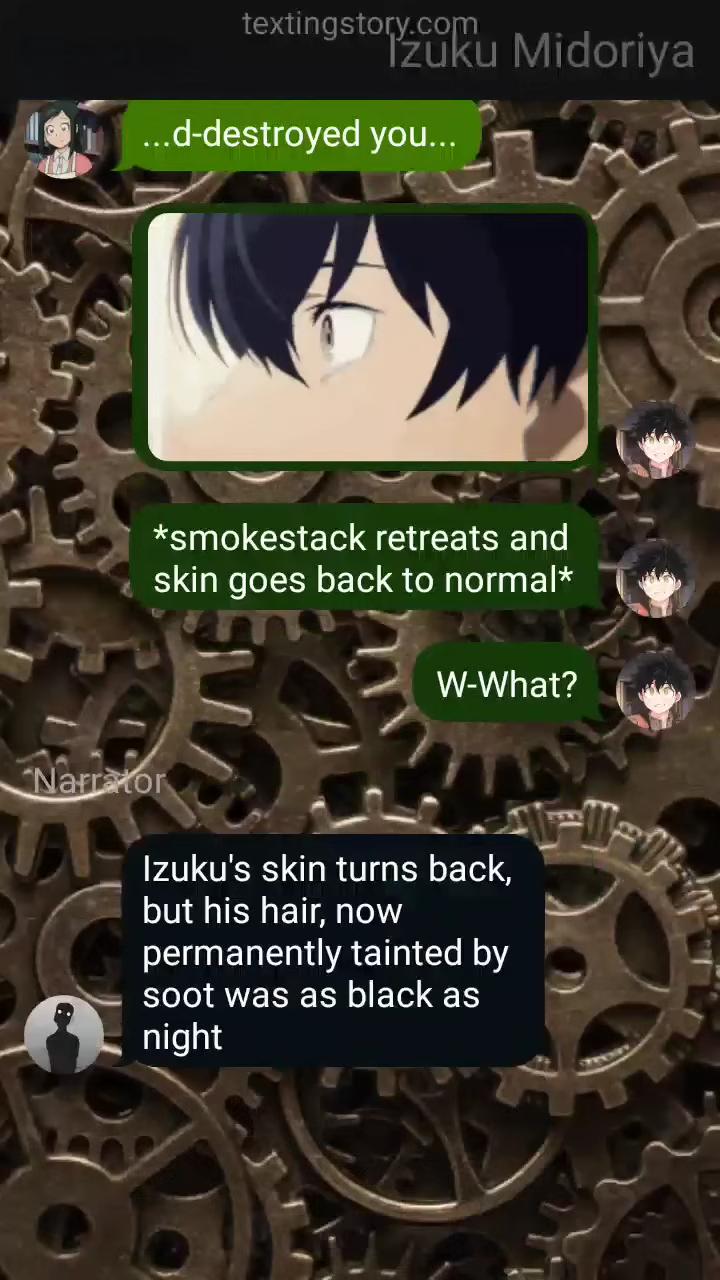 textingstory.com
Izuku Midoriya
...d-destroyed you...
*smokestack retreats and
skin goes back to normal*
W-What?
Narrator
Izuku's skin turns back,
but his hair, now
permanently tainted by
soot was as black as
night